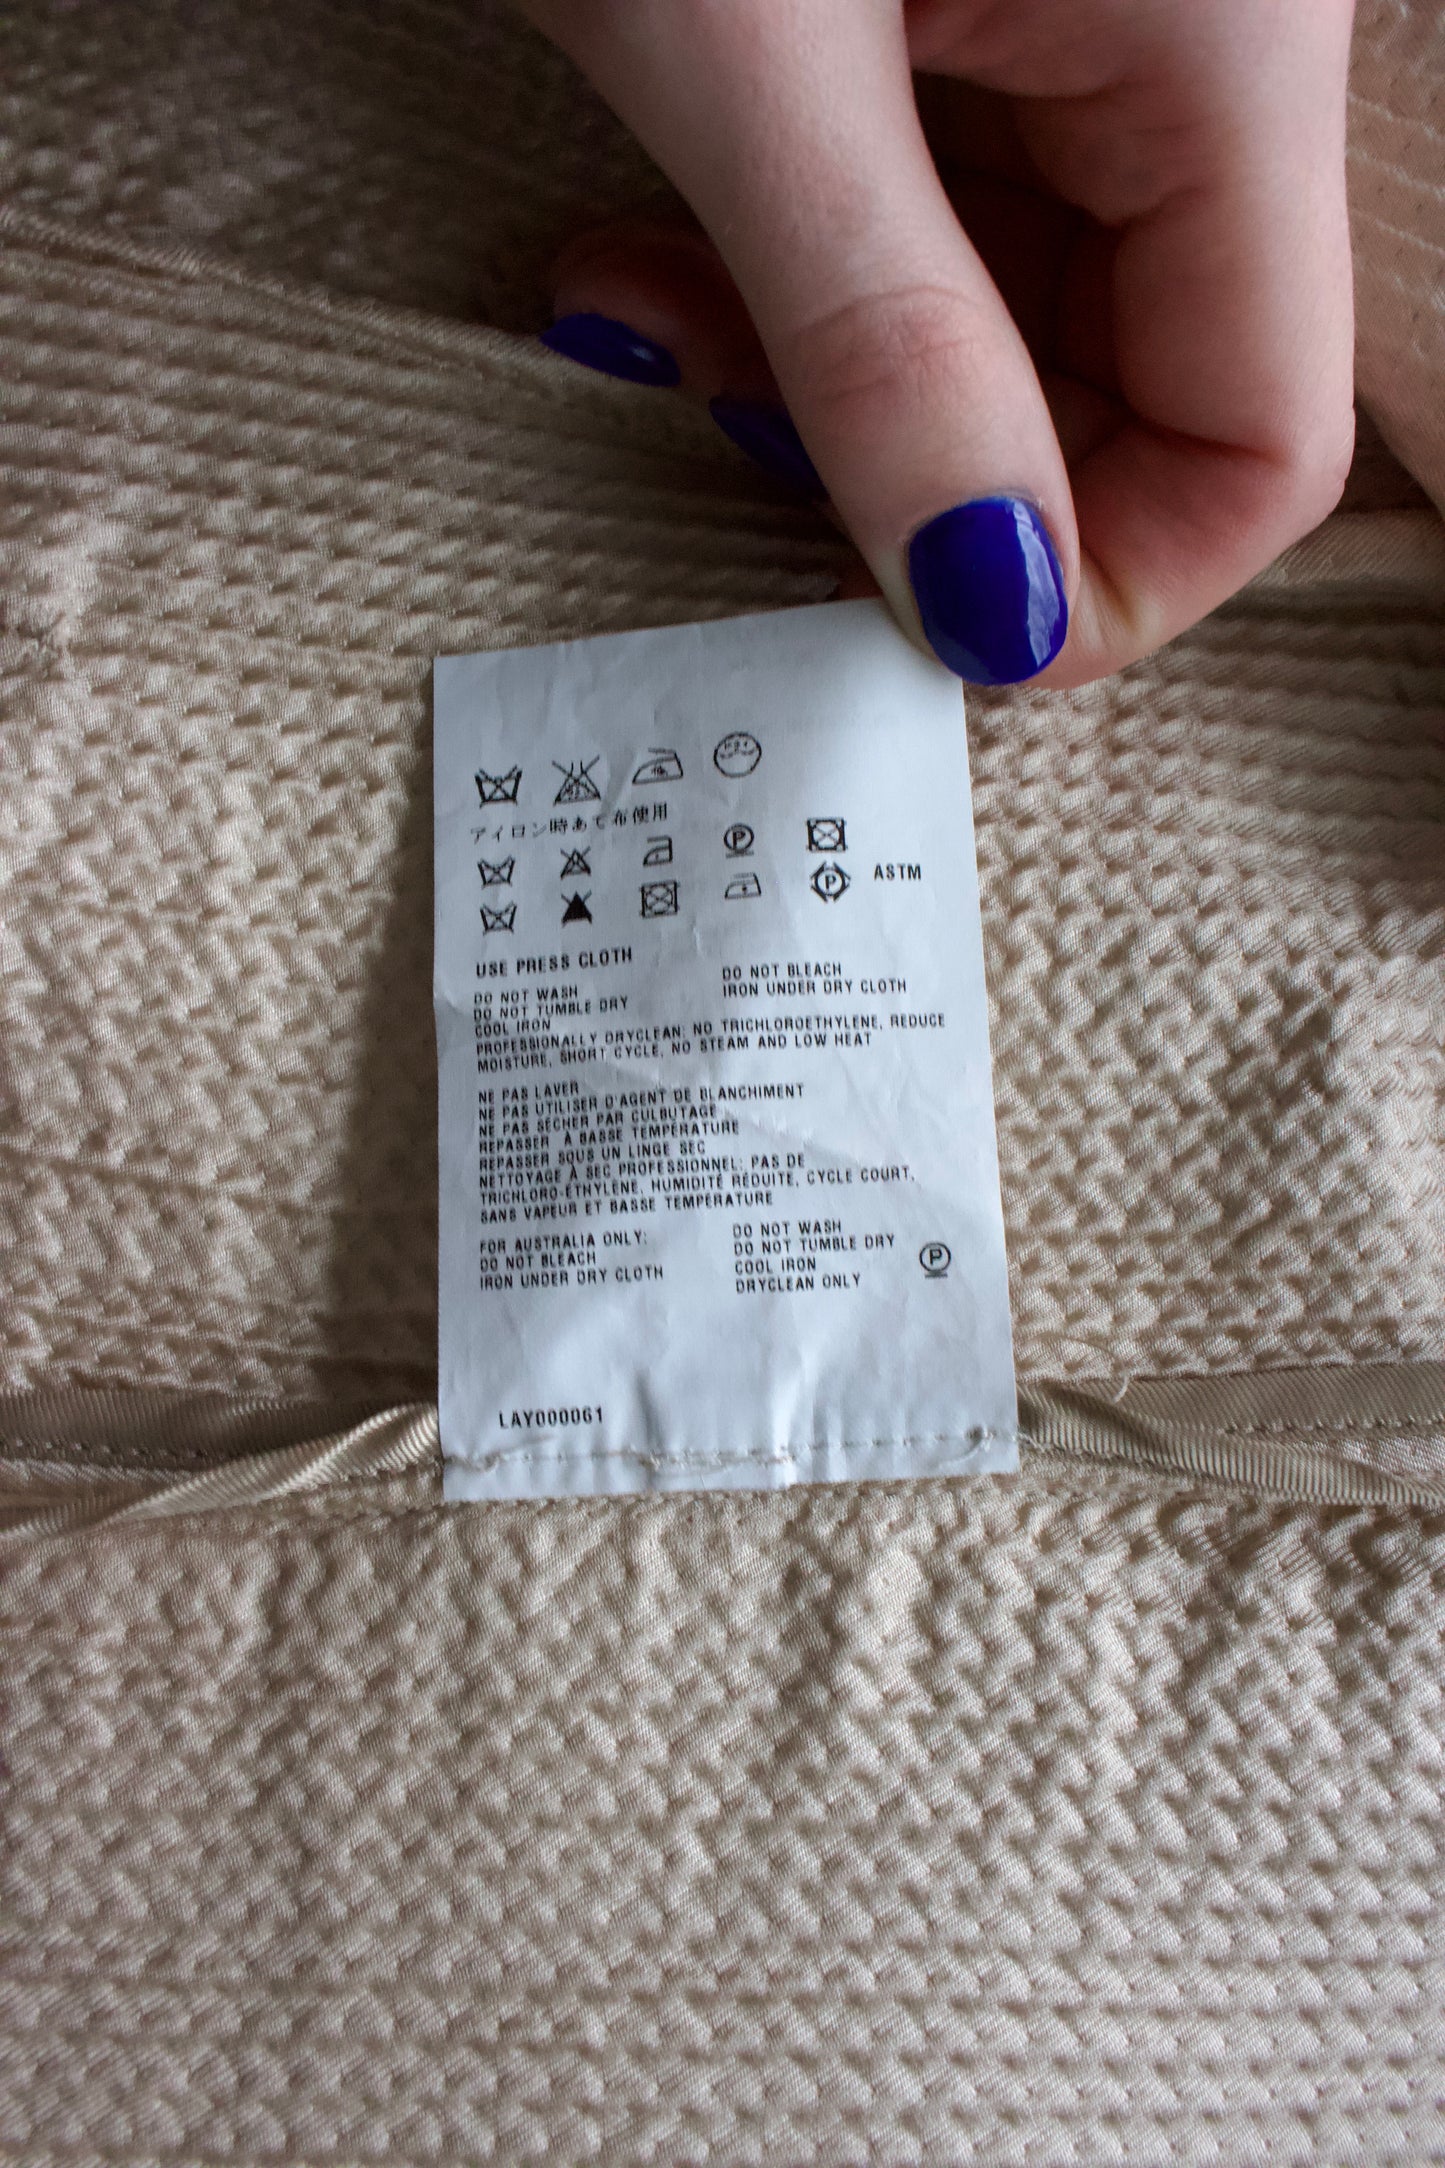 アイロン時あて布使用
ASTM
USE PRESS CLOTH
DO NOT WASH
DO NOT TUMBLE DRY
COOL IRON
DO NOT BLEACH
IRON UNDER DRY CLOTH
PROFESSIONALLY DRYCLEAN: NO TRICHLOROETHYLENE, REDUCE
MOISTURE, SHORT CYCLE, NO STEAM AND LOW HEAT
NE PAS LAVER
NE PAS UTILISER D'AGENT DE BLANCHIMENT
NE PAS SÉCHER PAR CULBUTAGE
REPASSER À BASSE TEMPÉRATURE
REPASSER SOUS UN LINGE SEC
NETTOYAGE À SEC PROFESSIONNEL: PAS DE
TRICHLORO-ÉTHYLÈNE, HUMIDITÉ RÉDUITE, CYCLE COURT,
SANS VAPEUR ET BASSE TEMPÉRATURE
FOR AUSTRALIA ONLY:
DO NOT BLEACH
IRON UNDER DRY CLOTH
DO NOT WASH
DO NOT TUMBLE DRY
COOL IRON
DRYCLEAN ONLY
P
LAY000061